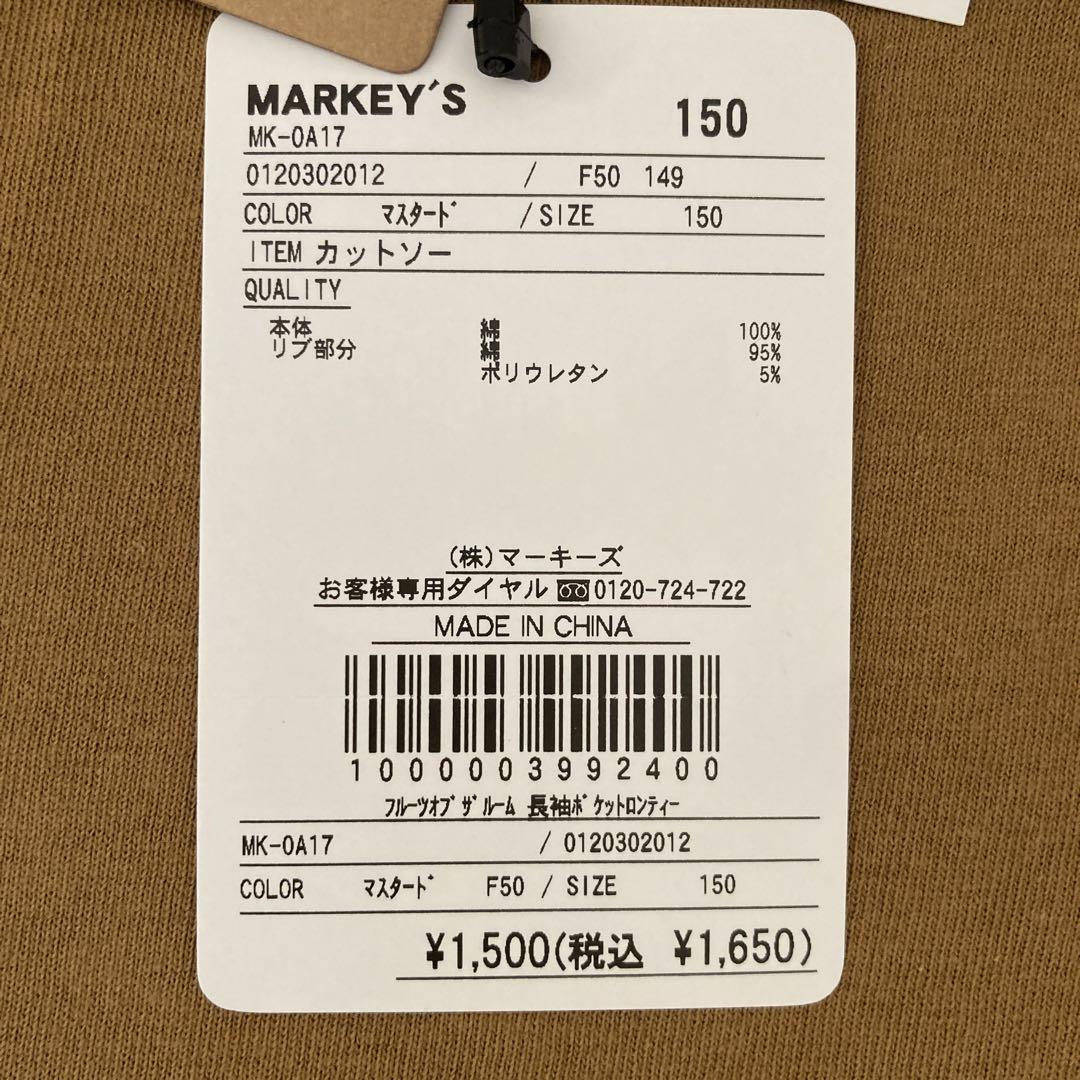 MARKEY'S 150
MK-0A17
0120302012 / F50 149
COLOR ﾏｽﾀｰﾄﾞ / SIZE 150
ITEM カットソー
QUALITY
本体 綿 100%
リブ部分 綿 95%
ポリウレタン 5%
(株)マーキーズ
お客様専用ダイヤル 0120-724-722
MADE IN CHINA
1000003992400
ﾌﾙｰﾂｵﾌﾞ ｻﾞ ﾙｰﾑ 長袖ﾎﾟｹｯﾄﾛﾝﾃｨｰ
MK-0A17 / 0120302012
COLOR ﾏｽﾀｰﾄﾞ F50 / SIZE 150
¥1,500(税込 ¥1,650)